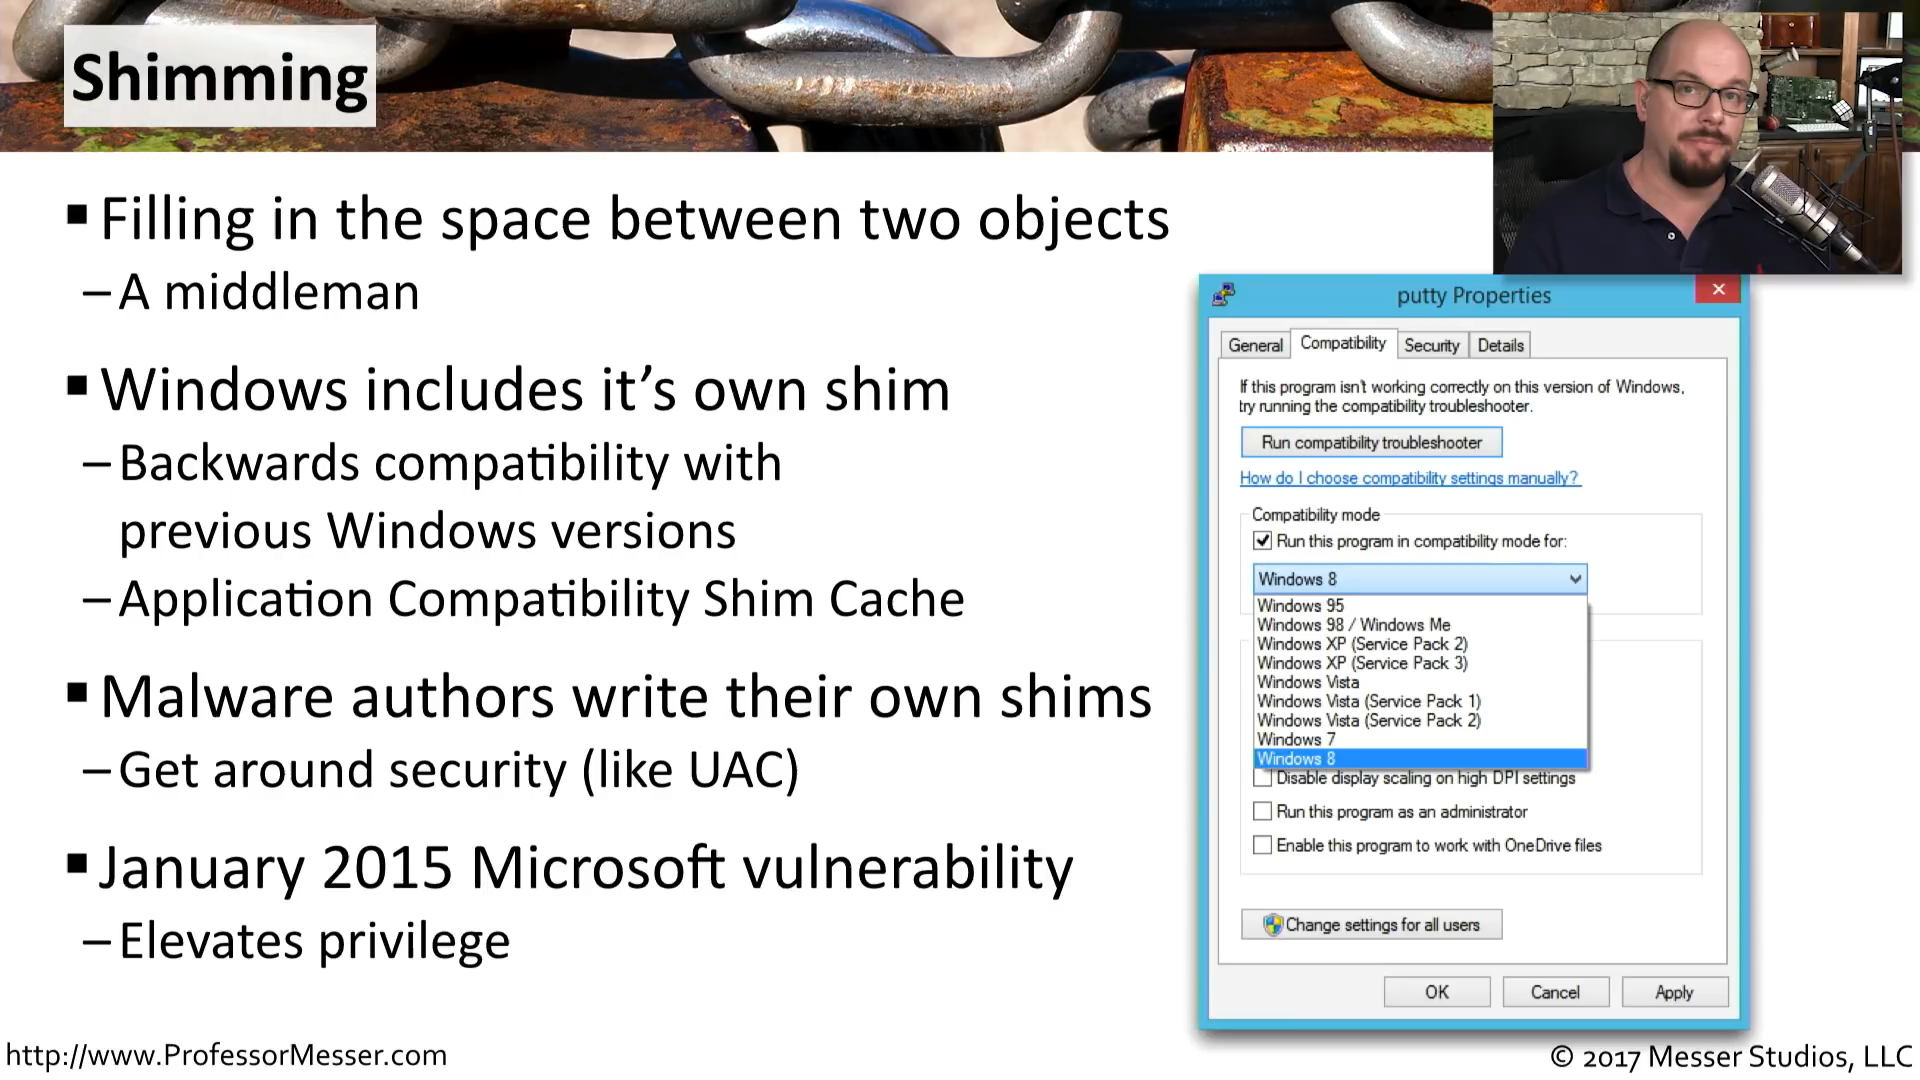 Shimming
▪Filling in the space between two objects
–A middleman
▪Windows includes it’s own shim
–Backwards compatibility with
previous Windows versions
–Application Compatibility Shim Cache
▪Malware authors write their own shims
–Get around security (like UAC)
▪January 2015 Microsoft vulnerability
–Elevates privilege
putty Properties
General Compatibility Security Details
If this program isn't working correctly on this version of Windows,
try running the compatibility troubleshooter.
Run compatibility troubleshooter
How do I choose compatibility settings manually?
Compatibility mode
Run this program in compatibility mode for:
Windows 8
Windows 95
Windows 98 / Windows Me
Windows XP (Service Pack 2)
Windows XP (Service Pack 3)
Windows Vista
Windows Vista (Service Pack 1)
Windows Vista (Service Pack 2)
Windows 7
Windows 8
Disable display scaling on high DPI settings
Run this program as an administrator
Enable this program to work with OneDrive files
Change settings for all users
OK Cancel Apply
http://www.ProfessorMesser.com
© 2017 Messer Studios, LLC